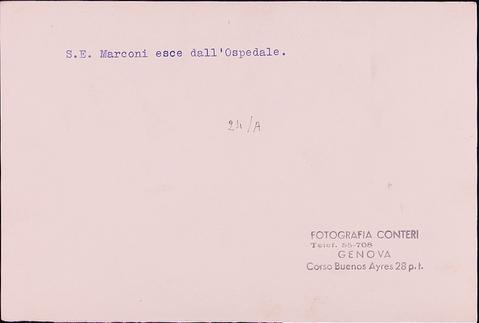 S.E. Marconi esce dall'Ospedale.
24/A
FOTOGRAFIA CONTERI
Telef. 55-708
GENOVA
Corso Buenos Ayres 28 p.t.